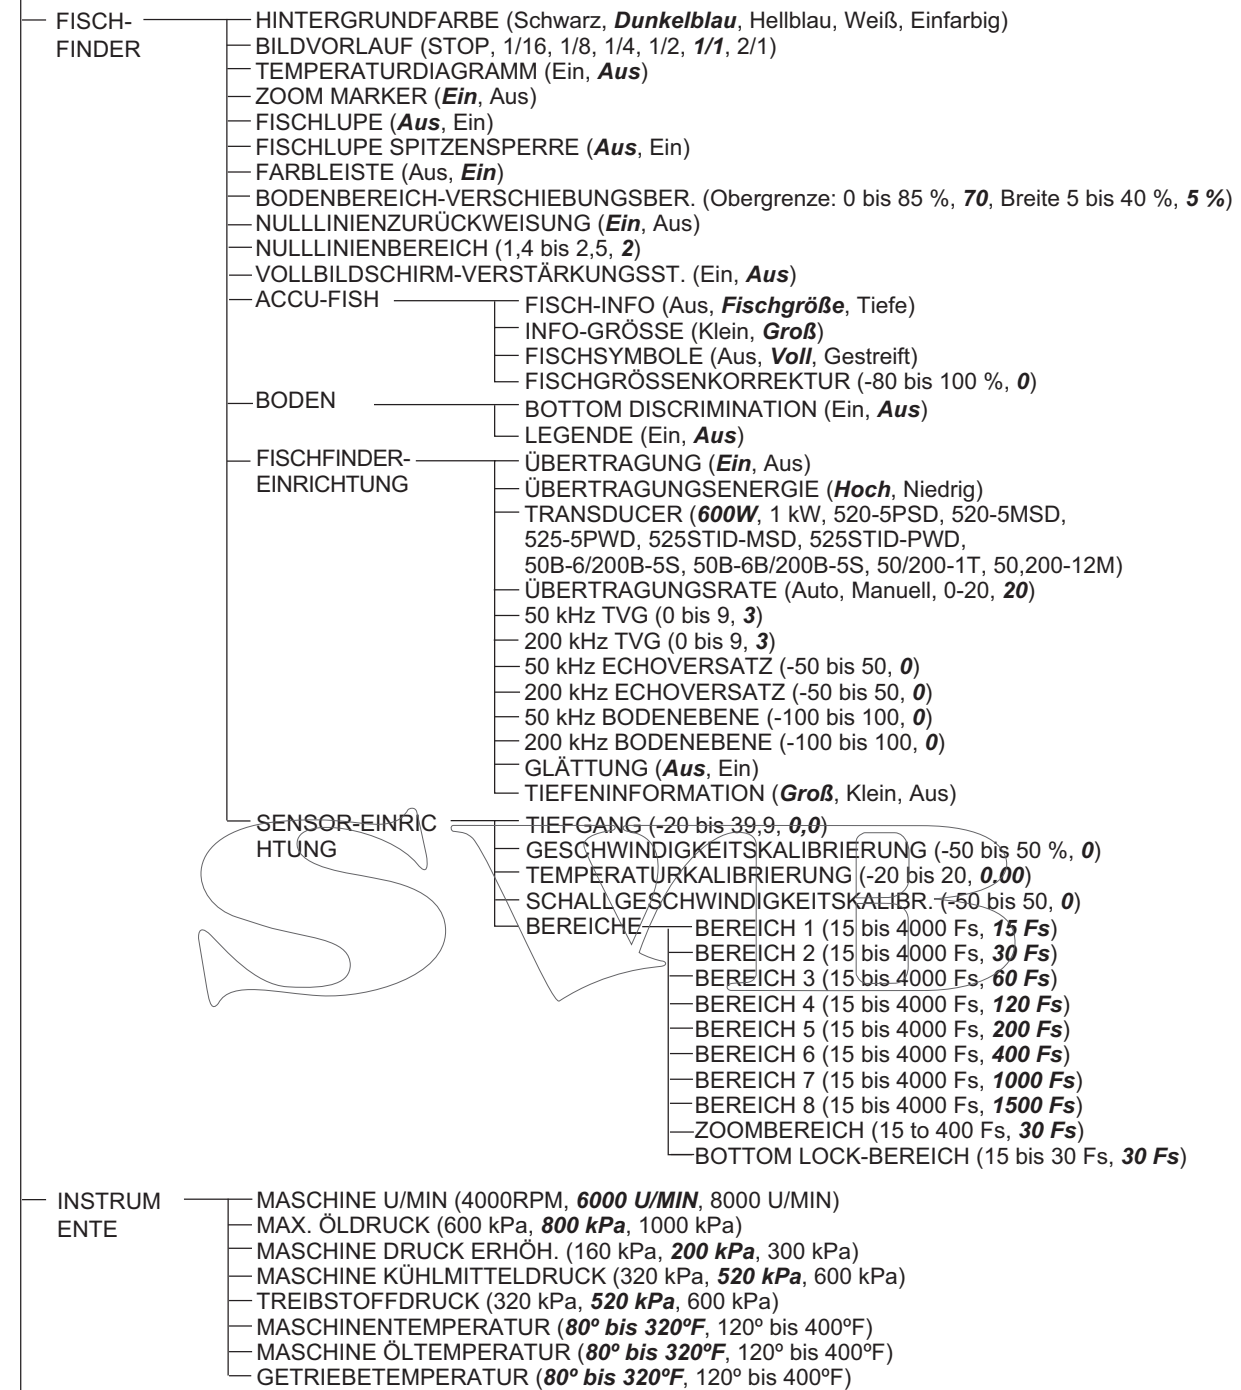 FISCH-
FINDER
HINTERGRUNDFARBE (Schwarz, Dunkelblau, Hellblau, Weiß, Einfarbig)
BILDVORLAUF (STOP, 1/16, 1/8, 1/4, 1/2, 1/1, 2/1)
TEMPERATURDIAGRAMM (Ein, Aus)
ZOOM MARKER (Ein, Aus)
FISCHLUPE (Aus, Ein)
FISCHLUPE SPITZENSPERRE (Aus, Ein)
FARBLEISTE (Aus, Ein)
BODENBEREICH-VERSCHIEBUNGSBER. (Obergrenze: 0 bis 85 %, 70, Breite 5 bis 40 %, 5 %)
NULLLINIENZURÜCKWEISUNG (Ein, Aus)
NULLLINIENBEREICH (1,4 bis 2,5, 2)
VOLLBILDSCHIRM-VERSTÄRKUNGSST. (Ein, Aus)
ACCU-FISH
FISCH-INFO (Aus, Fischgröße, Tiefe)
INFO-GRÖSSE (Klein, Groß)
FISCHSYMBOLE (Aus, Voll, Gestreift)
FISCHGRÖSSENKORREKTUR (-80 bis 100 %, 0)
BODEN
BOTTOM DISCRIMINATION (Ein, Aus)
LEGENDE (Ein, Aus)
FISCHFINDER-
EINRICHTUNG
ÜBERTRAGUNG (Ein, Aus)
ÜBERTRAGUNGSENERGIE (Hoch, Niedrig)
TRANSDUCER (600W, 1 kW, 520-5PSD, 520-5MSD,
525-5PWD, 525STID-MSD, 525STID-PWD,
50B-6/200B-5S, 50B-6B/200B-5S, 50/200-1T, 50,200-12M)
ÜBERTRAGUNGSRATE (Auto, Manuell, 0-20, 20)
50 kHz TVG (0 bis 9, 3)
200 kHz TVG (0 bis 9, 3)
50 kHz ECHOVERSATZ (-50 bis 50, 0)
200 kHz ECHOVERSATZ (-50 bis 50, 0)
50 kHz BODENEBENE (-100 bis 100, 0)
200 kHz BODENEBENE (-100 bis 100, 0)
GLÄTTUNG (Aus, Ein)
TIEFENINFORMATION (Groß, Klein, Aus)
SENSOR-EINRIC
HTUNG
TIEFGANG (-20 bis 39,9, 0,0)
GESCHWINDIGKEITSKALIBRIERUNG (-50 bis 50 %, 0)
TEMPERATURKALIBRIERUNG (-20 bis 20, 0.00)
SCHALLGESCHWINDIGKEITSKALIBR. (-50 bis 50, 0)
BEREICHE
BEREICH 1 (15 bis 4000 Fs, 15 Fs)
BEREICH 2 (15 bis 4000 Fs, 30 Fs)
BEREICH 3 (15 bis 4000 Fs, 60 Fs)
BEREICH 4 (15 bis 4000 Fs, 120 Fs)
BEREICH 5 (15 bis 4000 Fs, 200 Fs)
BEREICH 6 (15 bis 4000 Fs, 400 Fs)
BEREICH 7 (15 bis 4000 Fs, 1000 Fs)
BEREICH 8 (15 bis 4000 Fs, 1500 Fs)
ZOOMBEREICH (15 to 400 Fs, 30 Fs)
BOTTOM LOCK-BEREICH (15 bis 30 Fs, 30 Fs)
SVB
INSTRUM
ENTE
MASCHINE U/MIN (4000RPM, 6000 U/MIN, 8000 U/MIN)
MAX. ÖLDRUCK (600 kPa, 800 kPa, 1000 kPa)
MASCHINE DRUCK ERHÖH. (160 kPa, 200 kPa, 300 kPa)
MASCHINE KÜHLMITTELDRUCK (320 kPa, 520 kPa, 600 kPa)
TREIBSTOFFDRUCK (320 kPa, 520 kPa, 600 kPa)
MASCHINENTEMPERATUR (80º bis 320ºF, 120º bis 400ºF)
MASCHINE ÖLTEMPERATUR (80º bis 320ºF, 120º bis 400ºF)
GETRIEBETEMPERATUR (80º bis 320ºF, 120º bis 400ºF)